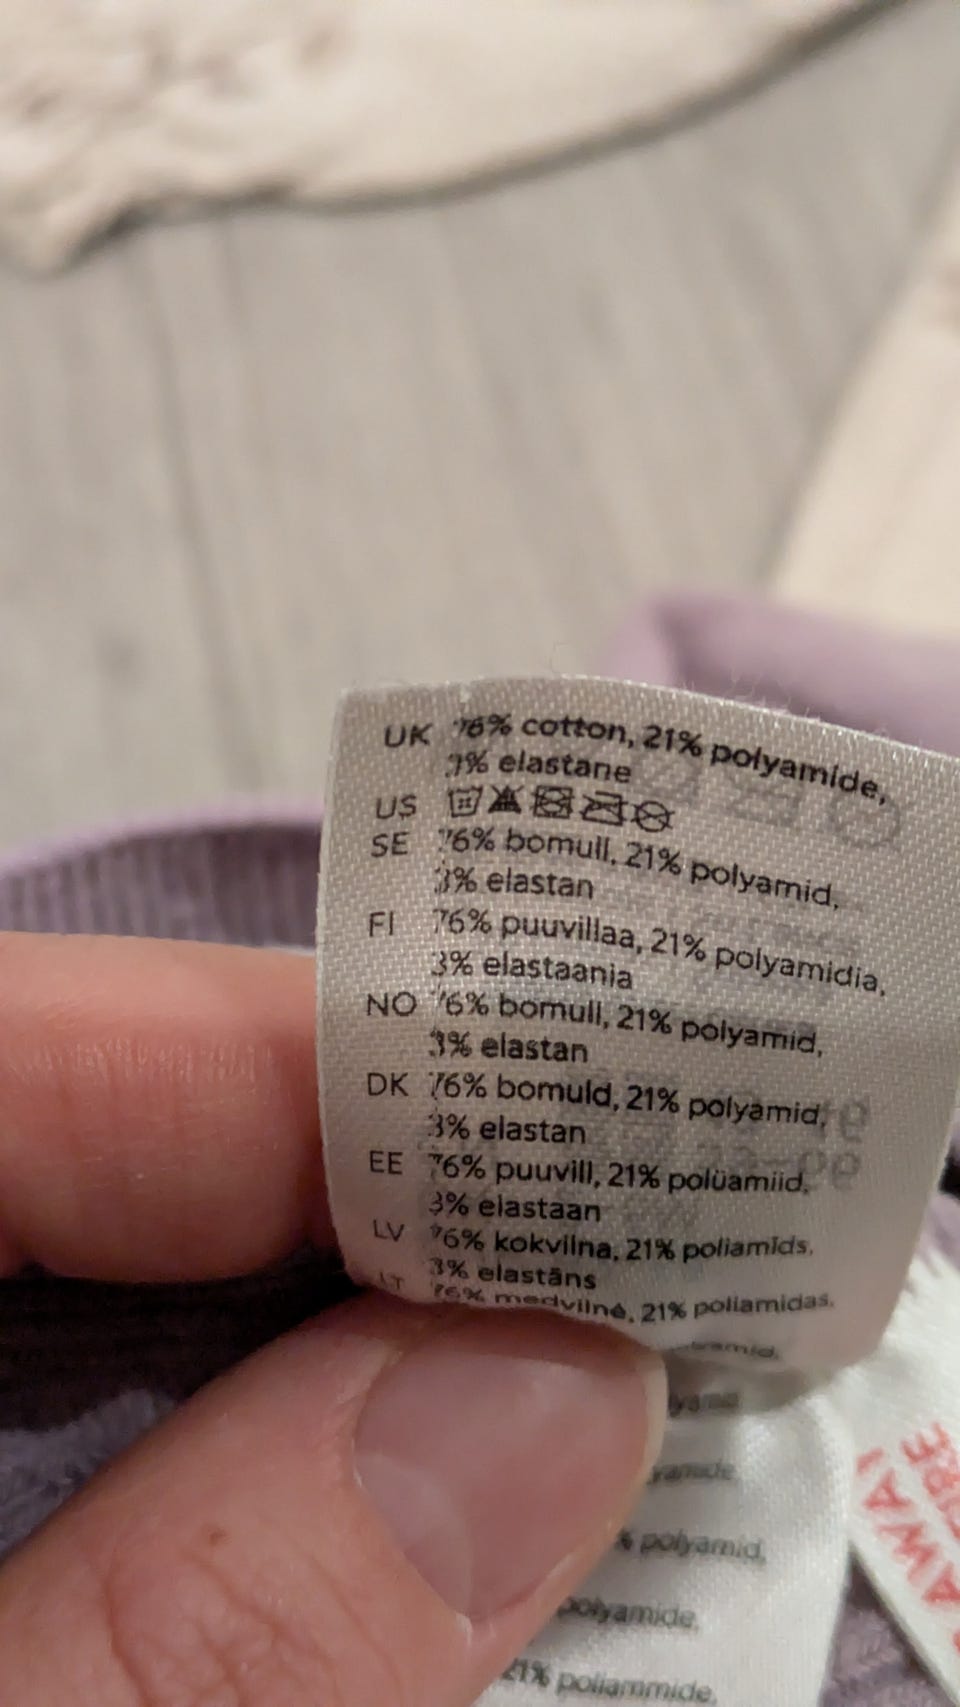 UK 76% cotton, 21% polyamide,
3% elastane
US
SE 76% bomull, 21% polyamid,
3% elastan
FI 76% puuvillaa, 21% polyamidia,
3% elastaania
NO 76% bomull, 21% polyamid,
3% elastan
DK 76% bomuld, 21% polyamid,
3% elastan
EE 76% puuvill, 21% polüamiid,
3% elastaan
LV 76% kokvilna, 21% poliamīds,
3% elastāns
LT 76% medvilnė, 21% poliamidas,
% polyamid,
polyamide,
21% poliammide,